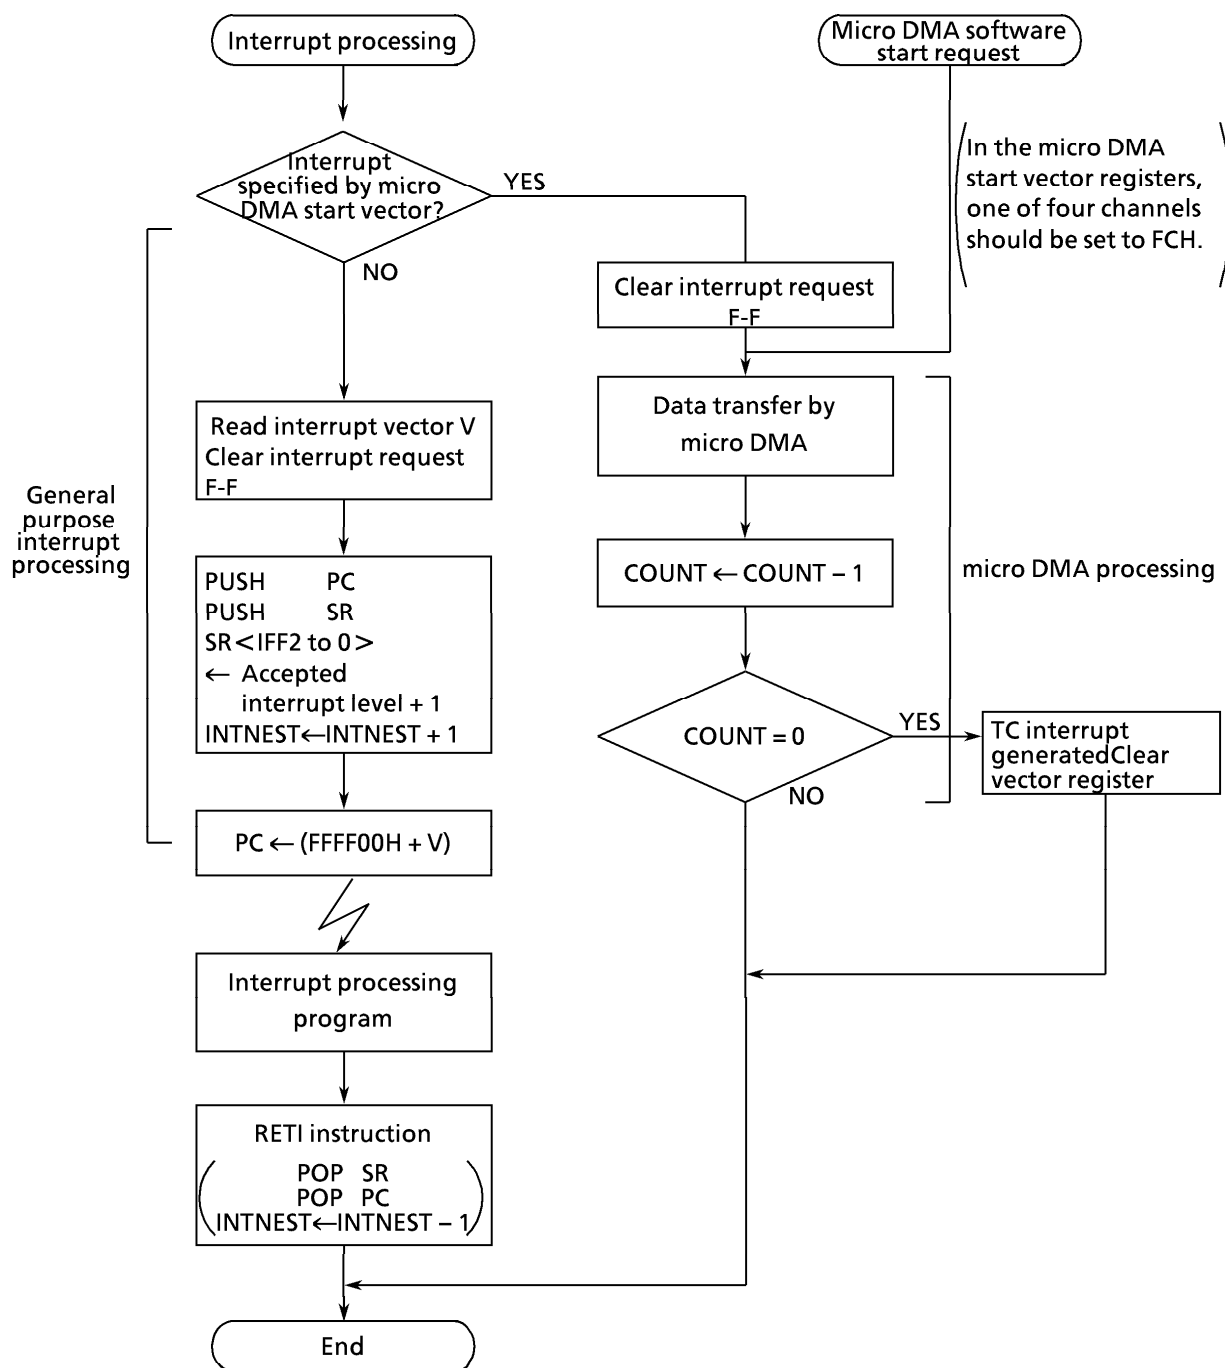 Interrupt processing
Micro DMA software
start request
Interrupt
specified by micro
DMA start vector?
YES
NO
In the micro DMA
start vector registers,
one of four channels
should be set to FCH.
Clear interrupt request
F-F
Data transfer by
micro DMA
Read interrupt vector V
Clear interrupt request
F-F
General
purpose
interrupt
processing
PUSH PC
PUSH SR
SR<IFF2 to 0>
← Accepted
interrupt level + 1
INTNEST←INTNEST + 1
COUNT ← COUNT – 1
micro DMA processing
COUNT = 0
YES
NO
TC interrupt
generatedClear
vector register
PC ← (FFFF00H + V)
Interrupt processing
program
RETI instruction
POP SR
POP PC
INTNEST←INTNEST – 1
End